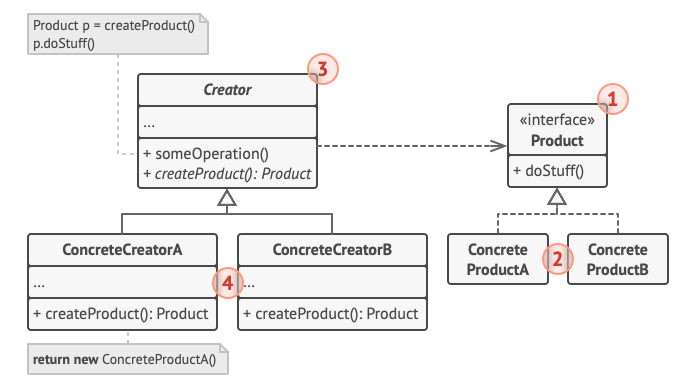 Product p = createProduct()
p.doStuff()
3
Creator
...
+ someOperation()
+ createProduct(): Product
1
«interface»
Product
+ doStuff()
ConcreteCreatorA
...
+ createProduct(): Product
4
ConcreteCreatorB
...
+ createProduct(): Product
Concrete
ProductA
2
Concrete
ProductB
return new ConcreteProductA()